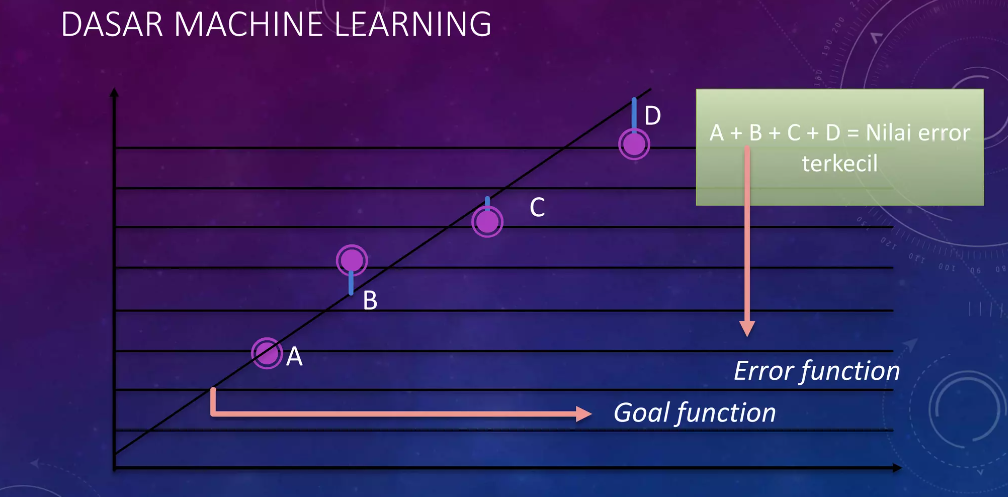 DASAR MACHINE LEARNING
D
A + B + C + D = Nilai error
terkecil
C
B
A
Error function
Goal function